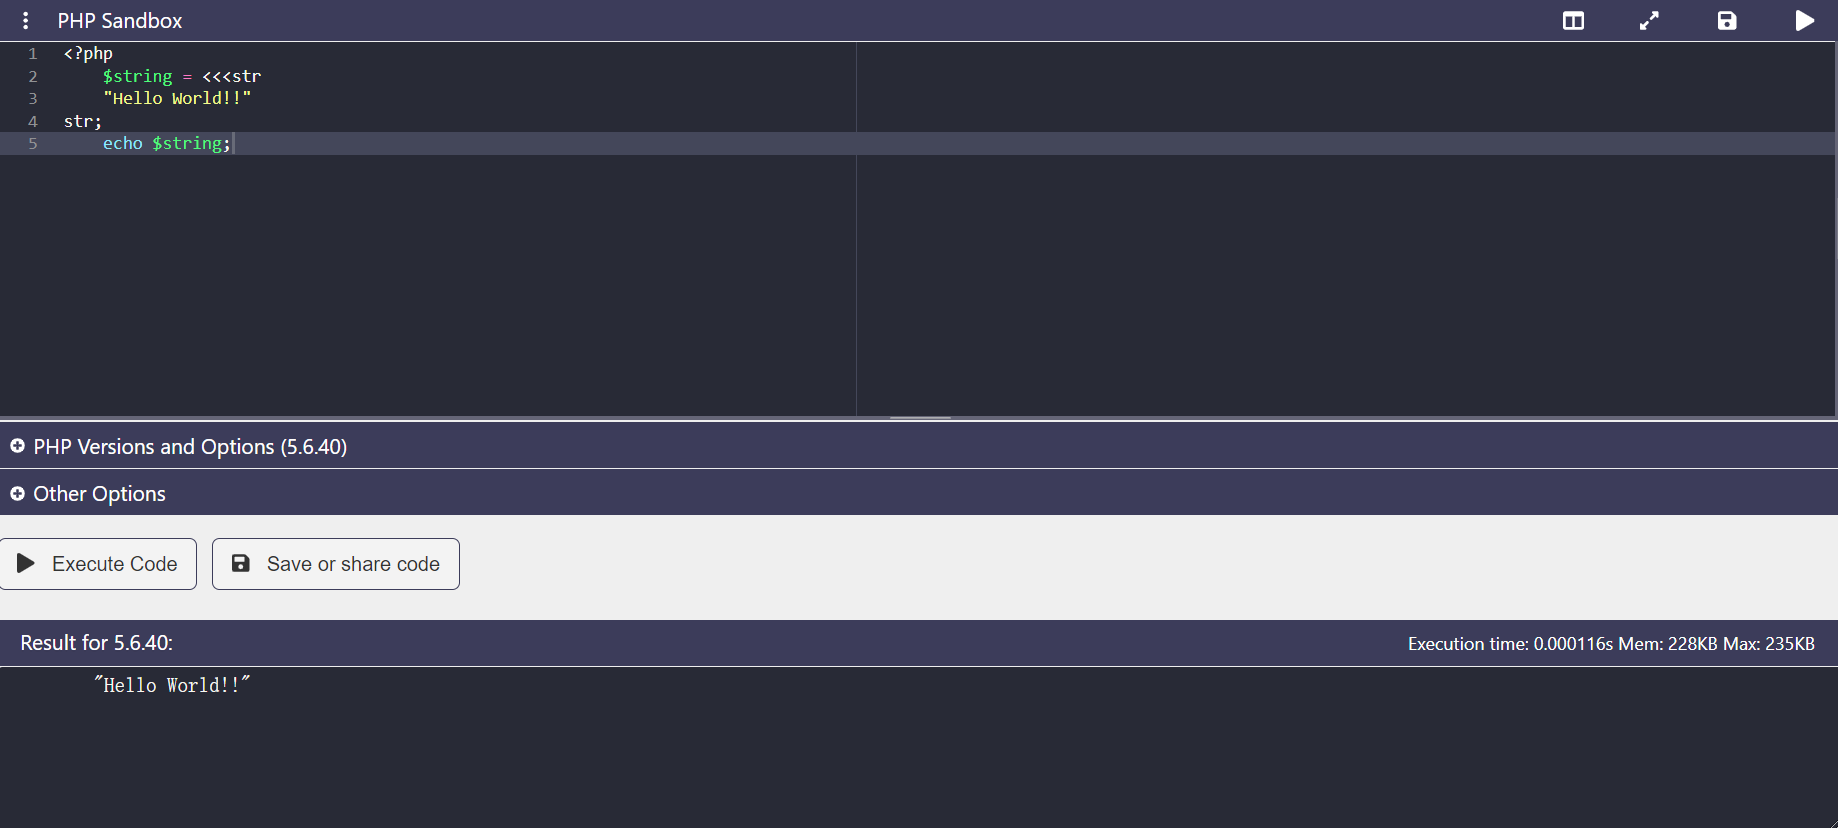 PHP Sandbox
1 <?php
2     $string = <<<str
3     "Hello World!!"
4 str;
5     echo $string;
PHP Versions and Options (5.6.40)
Other Options
Execute Code Save or share code
Result for 5.6.40: Execution time: 0.000116s Mem: 228KB Max: 235KB
"Hello World!!"